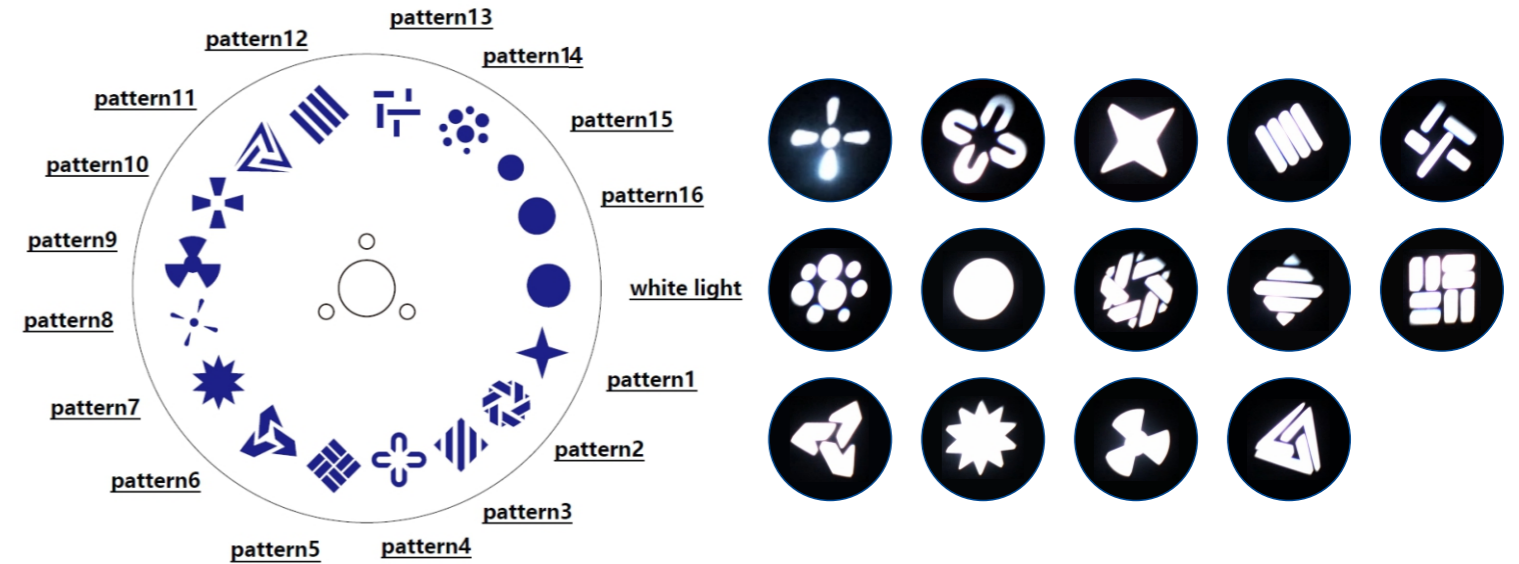 pattern13
pattern12
pattern14
pattern11
pattern15
pattern10
pattern16
pattern9
white light
pattern8
pattern1
pattern7
pattern2
pattern6
pattern3
pattern4
pattern5